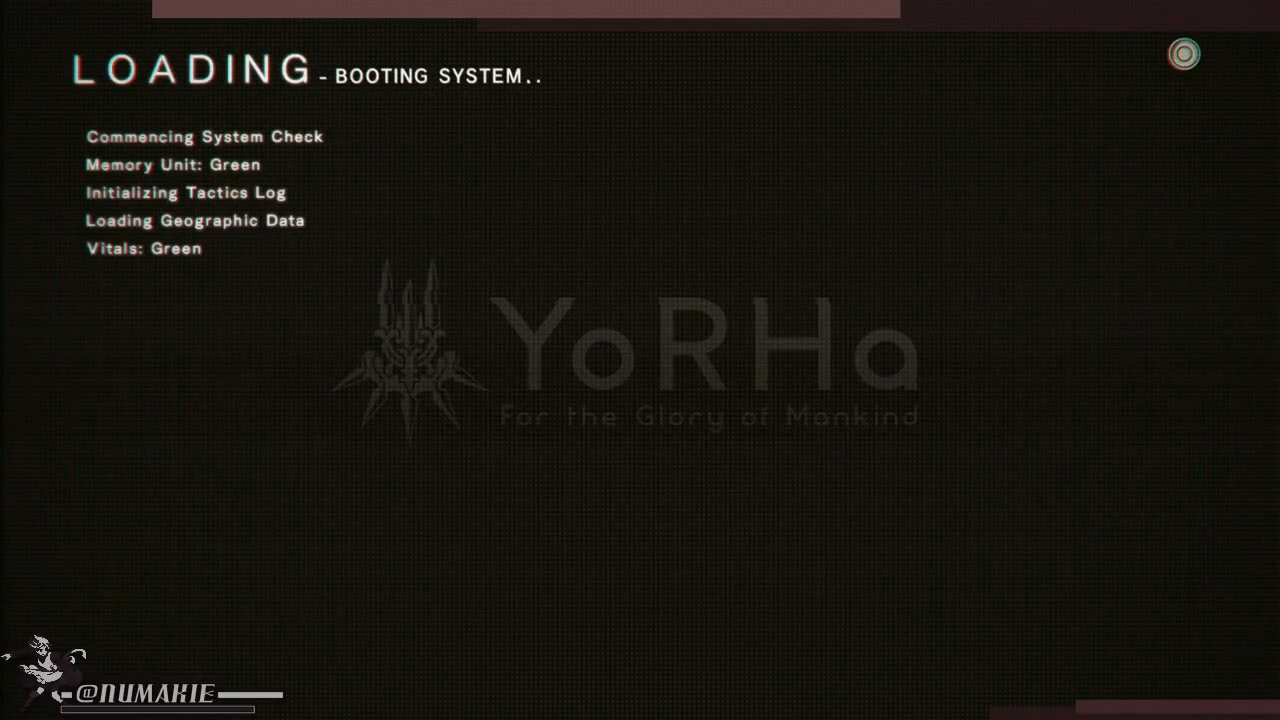 LOADING - BOOTING SYSTEM..
Commencing System Check
Memory Unit: Green
Initializing Tactics Log
Loading Geographic Data
Vitals: Green
YoRHa
For the Glory of Mankind
@NUMAKIE